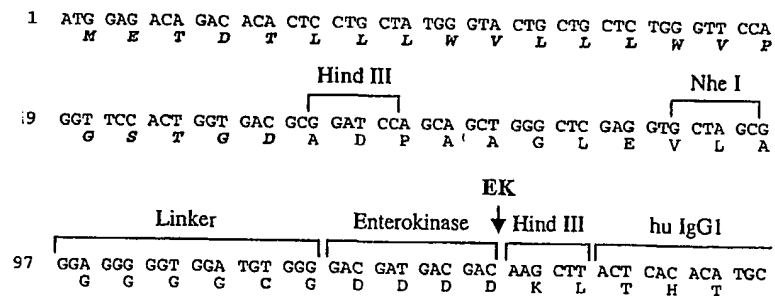 1 ATG GAG ACA GAC ACA CTC CTG CTA TGG GTA CTG CTG CTC TGG GTT CCA
M E T D T L L L W V L L L W V P
Hind III Nhe I
:9 GGT TCC ACT GGT GAC GCG GAT CCA GCA GCT GGG CTC GAG GTG CTA GCG
G S T G D A D P A A G L E V L A
EK
Linker Enterokinase Hind III hu IgG1
97 GGA GGG GGT GGA TGT GGG GAC GAT GAC GAC AAG CTT ACT CAC ACA TGC
G G G G C G D D D D K L T H T